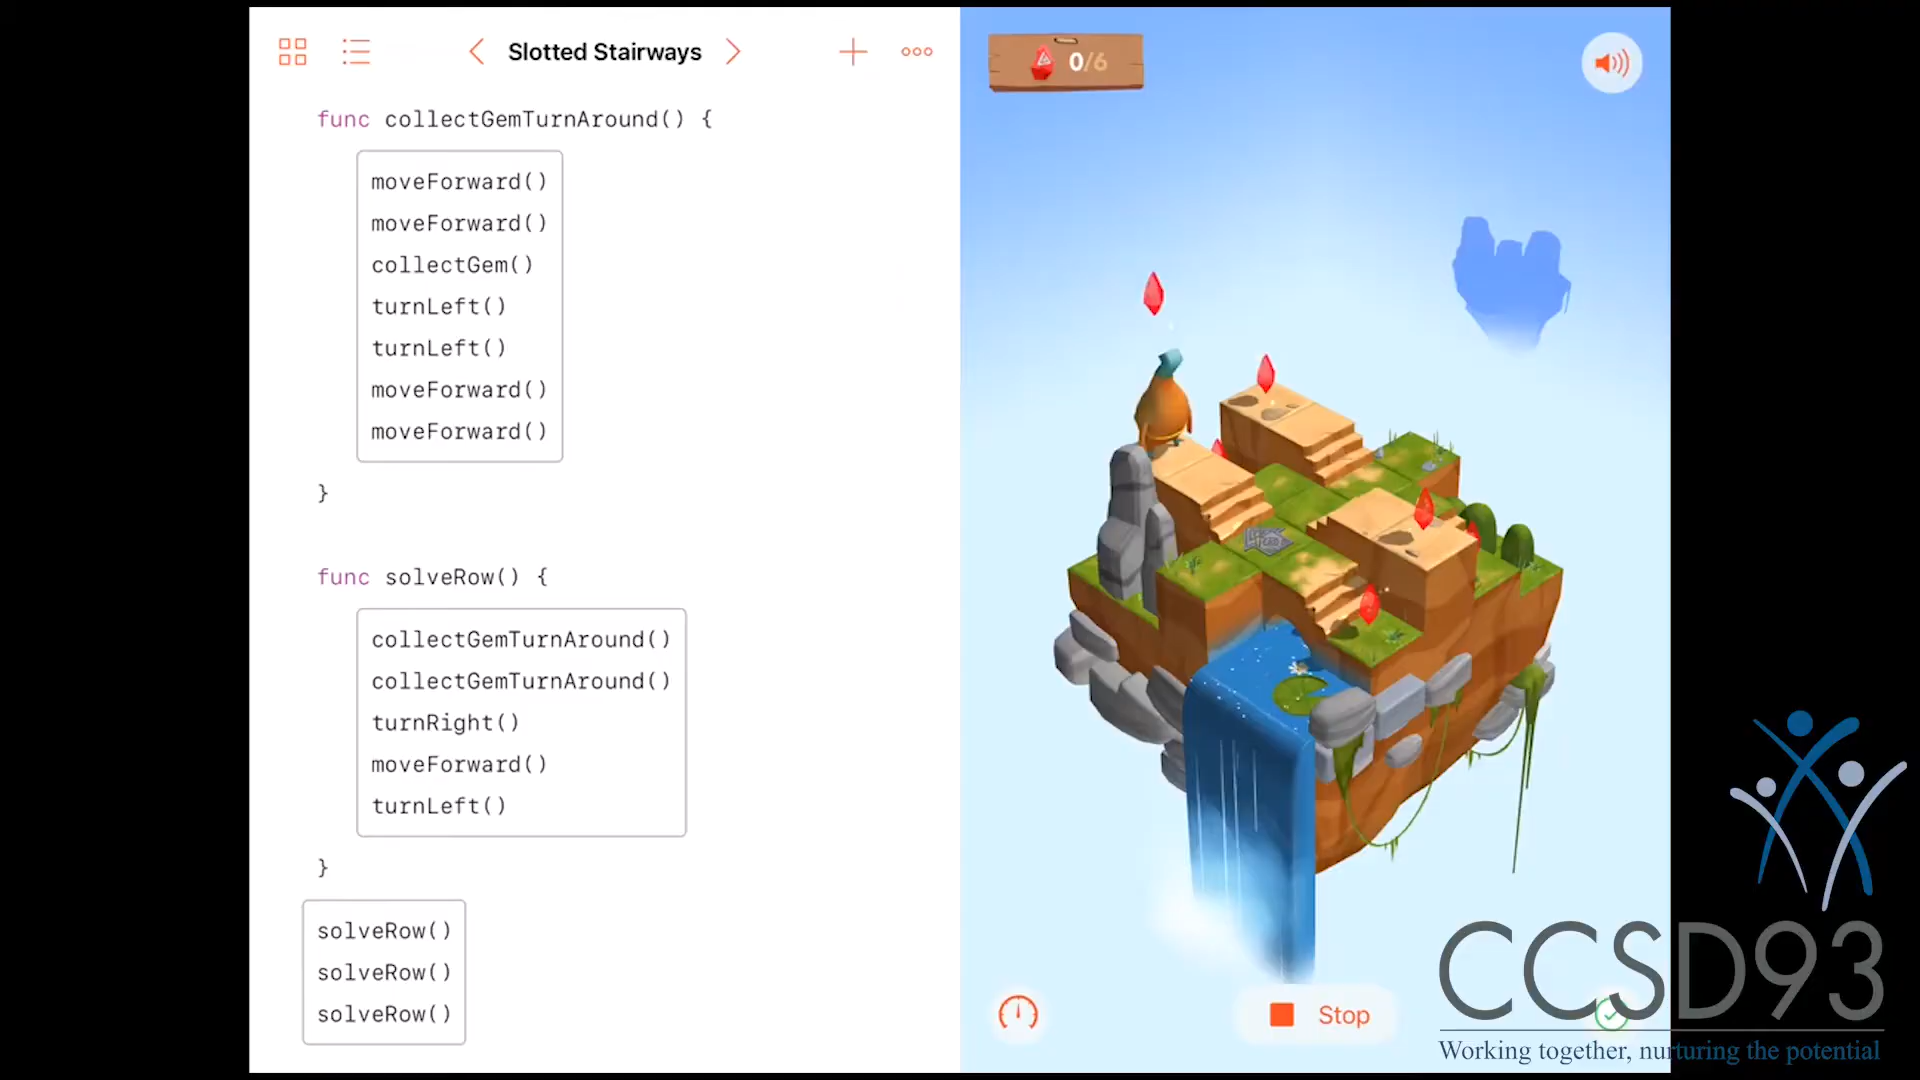 Slotted Stairways
func collectGemTurnAround() {
moveForward()
moveForward()
collectGem()
turnLeft()
turnLeft()
moveForward()
moveForward()
}
func solveRow() {
collectGemTurnAround()
collectGemTurnAround()
turnRight()
moveForward()
turnLeft()
}
solveRow()
solveRow()
solveRow()
0/6
Stop
CCSD93
Working together, nurturing the potential